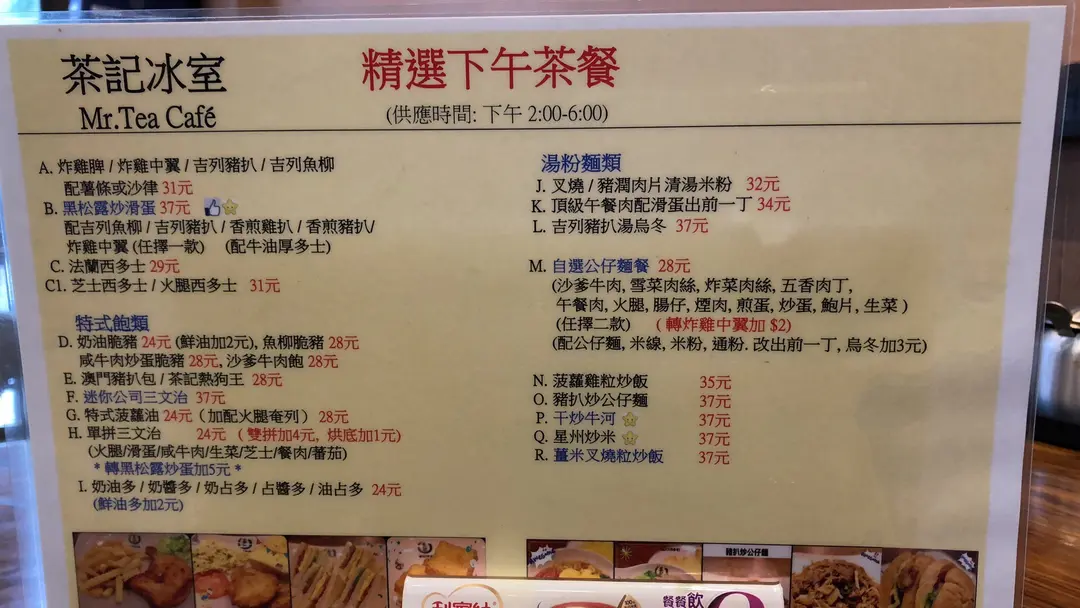 茶記冰室
Mr.Tea Café
精選下午茶餐
(供應時間: 下午 2:00-6:00)
A. 炸雞脾 / 炸雞中翼 / 吉列豬扒 / 吉列魚柳
配薯條或沙律 31元
B. 黑松露炒滑蛋 37元
配吉列魚柳 / 吉列豬扒 / 香煎雞扒 / 香煎豬扒/
炸雞中翼 (任擇一款) (配牛油厚多士)
C. 法蘭西多士 29元
C1. 芝士西多士 / 火腿西多士 31元
特式飽類
D. 奶油脆豬 24元 (鮮油加2元), 魚柳脆豬 28元
咸牛肉炒蛋脆豬 28元, 沙爹牛肉飽 28元
E. 澳門豬扒包 / 茶記熱狗王 28元
F. 迷你公司三文治 37元
G. 特式菠蘿油 24元 (加配火腿奄列) 28元
H. 單拼三文治 24元 ( 雙拼加4元, 烘底加1元)
(火腿/滑蛋/咸牛肉/生菜/芝士/餐肉/蕃茄)
* 轉黑松露炒蛋加5元 *
I. 奶油多 / 奶醬多 / 奶占多 / 占醬多 / 油占多 24元
(鮮油多加2元)
湯粉麵類
J. 叉燒 / 豬潤肉片清湯米粉 32元
K. 頂級午餐肉配滑蛋出前一丁 34元
L. 吉列豬扒湯烏冬 37元
M. 自選公仔麵餐 28元
(沙爹牛肉, 雪菜肉絲, 炸菜肉絲, 五香肉丁,
午餐肉, 火腿, 腸仔, 煙肉, 煎蛋, 炒蛋, 鮑片, 生菜 )
(任擇二款) ( 轉炸雞中翼加 $2)
(配公仔麵, 米線, 米粉, 通粉. 改出前一丁, 烏冬加3元)
N. 菠蘿雞粒炒飯 35元
O. 豬扒炒公仔麵 37元
P. 干炒牛河 37元
Q. 星州炒米 37元
R. 薑米叉燒粒炒飯 37元
豬扒炒公仔麵
餐餐飲